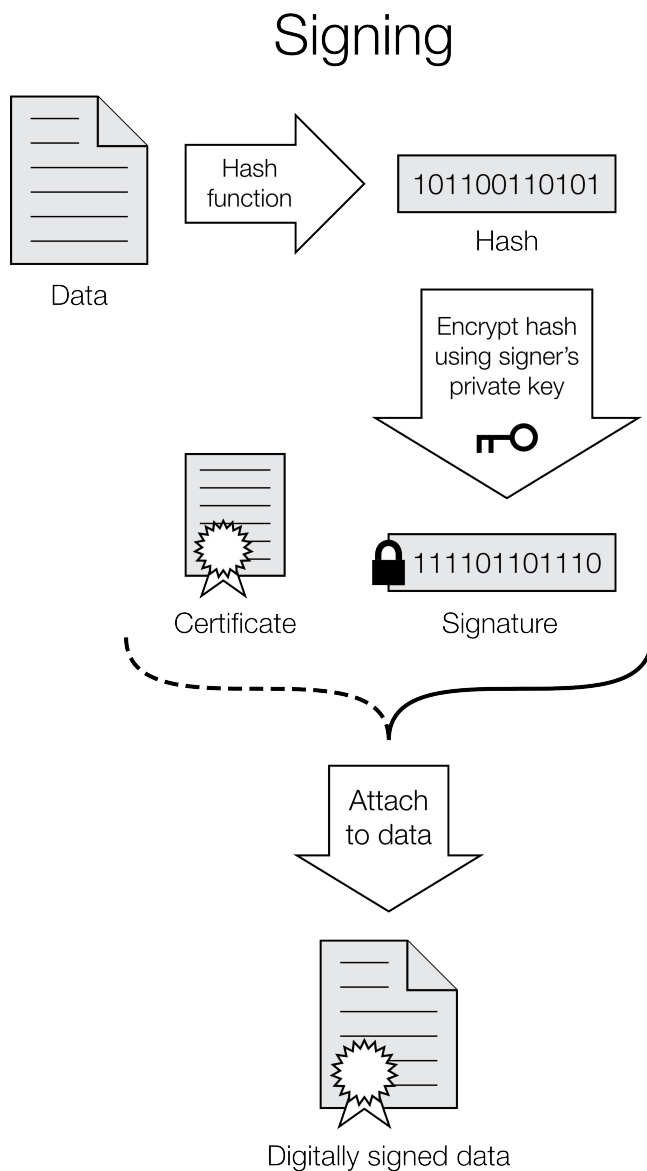 Signing
Hash
function
101100110101
Hash
Data
Encrypt hash
using signer's
private key
111101101110
Certificate
Signature
Attach
to data
Digitally signed data